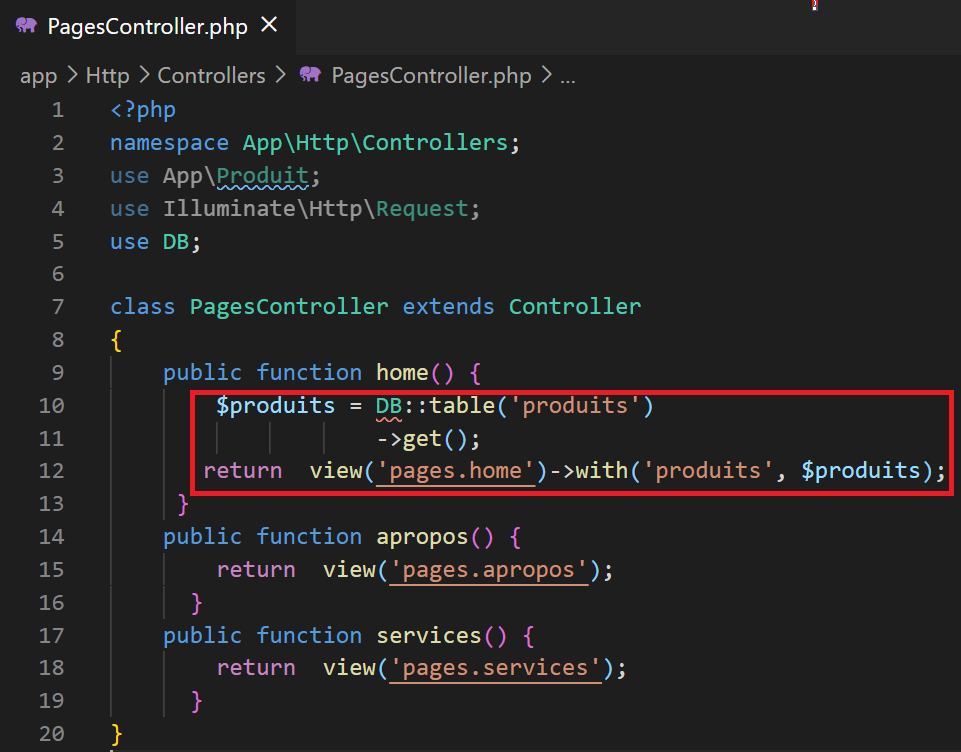 PagesController.php ×
app > Http > Controllers > PagesController.php > ...
1 <?php
2 namespace App\Http\Controllers;
3 use App\Produit;
4 use Illuminate\Http\Request;
5 use DB;
6
7 class PagesController extends Controller
8 {
9     public function home() {
10         $produits = DB::table('produits')
11                     ->get();
12        return  view('pages.home')->with('produits', $produits);
13      }
14     public function apropos() {
15         return  view('pages.apropos');
16       }
17     public function services() {
18         return  view('pages.services');
19       }
20 }